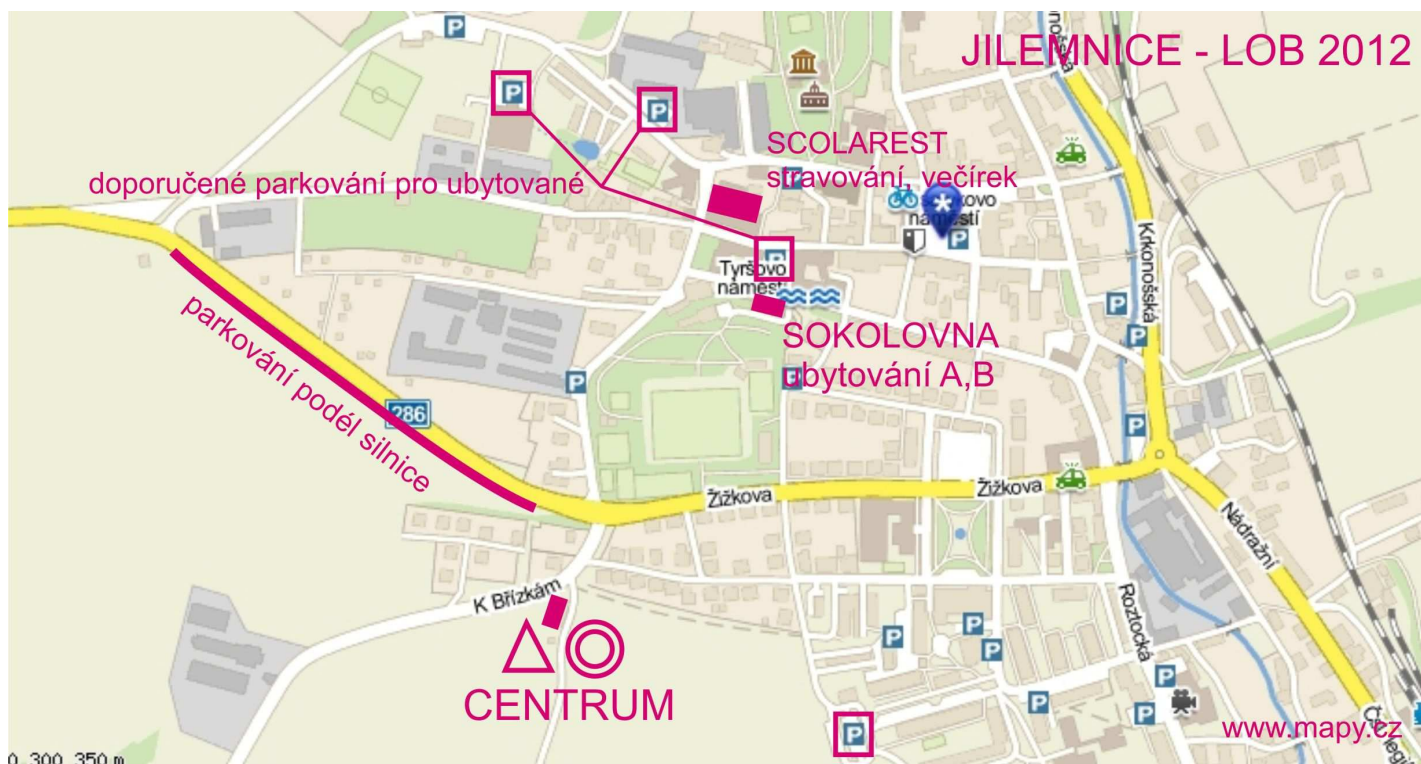 JILEMNICE - LOB 2012
P
P
P
SCOLAREST
stravování, večírek
doporučené parkování pro ubytované
P
náměstí
P
P
Tyršovo
náměstí
Krkonošská
P
P
SOKOLOVNA
ubytování A,B
parkování podél silnice
P
P
286
P
Žižkova
Žižkova
Nádražní
K Břízkám
Roztocká
P
P
P
CENTRUM
P
P
P
P
www.mapy.cz
300 350 m